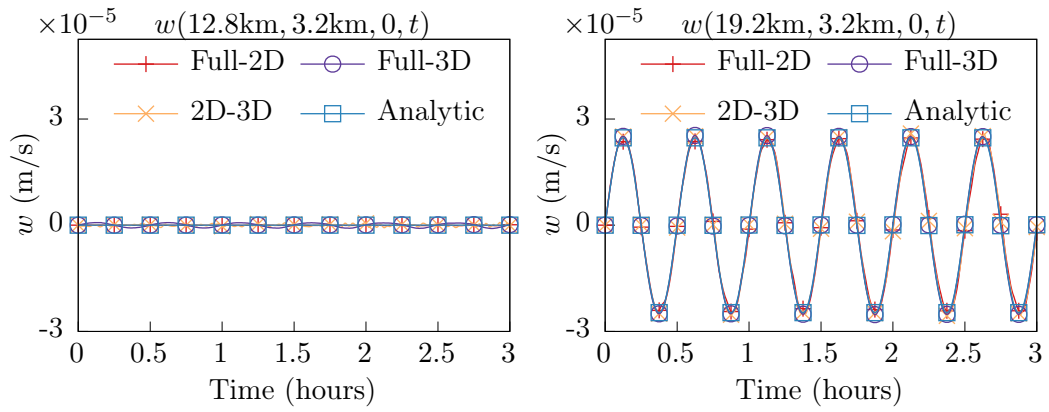 ×10⁻⁵
w(12.8km, 3.2km, 0, t)
Full-2D
Full-3D
2D-3D
Analytic
w (m/s)
3
0
-3
0
0.5
1
1.5
2
2.5
3
Time (hours)
×10⁻⁵
w(19.2km, 3.2km, 0, t)
Full-2D
Full-3D
2D-3D
Analytic
w (m/s)
3
0
-3
0
0.5
1
1.5
2
2.5
3
Time (hours)